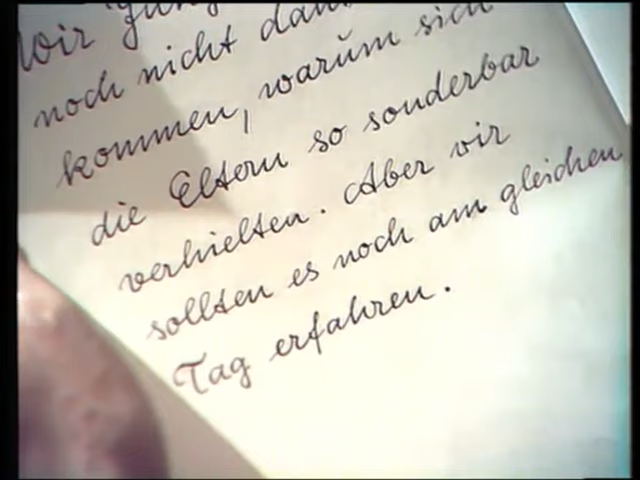 Wir
noch nicht
kommen, warum sich
die Eltern so sonderbar
verhielten. Aber wir
sollten es noch am gleichen
Tag erfahren.